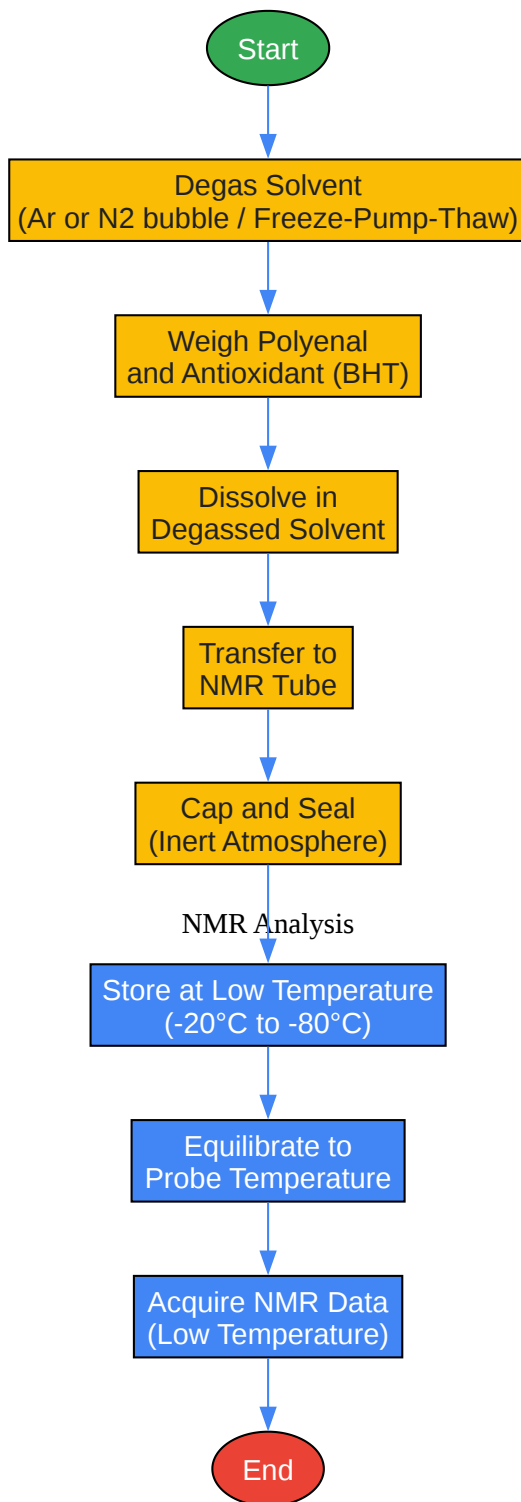 Start
Degas Solvent
(Ar or N2 bubble / Freeze-Pump-Thaw)
Weigh Polyenal
and Antioxidant (BHT)
Dissolve in
Degassed Solvent
Transfer to
NMR Tube
Cap and Seal
(Inert Atmosphere)
NMR Analysis
Store at Low Temperature
(-20°C to -80°C)
Equilibrate to
Probe Temperature
Acquire NMR Data
(Low Temperature)
End